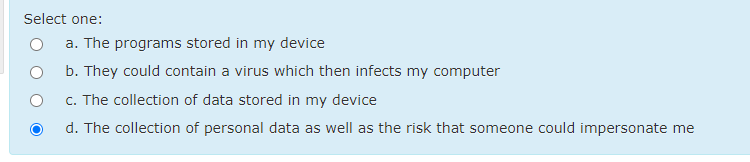 Select one:
a. The programs stored in my device
b. They could contain a virus which then infects my computer
c. The collection of data stored in my device
d. The collection of personal data as well as the risk that someone could impersonate me